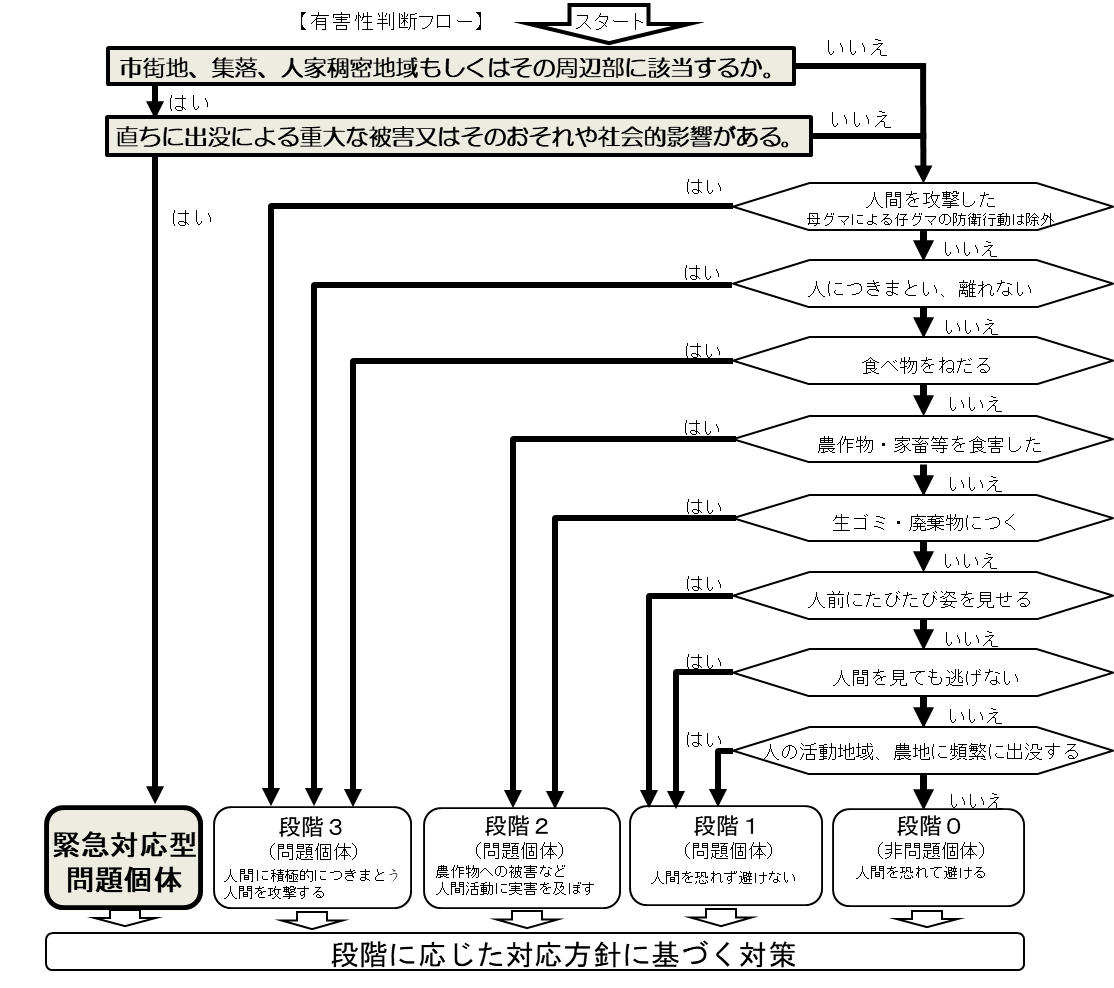 【有害性判断フロー】
スタート
市街地、集落、人家稠密地域もしくはその周辺部に該当するか。
いいえ
はい
直ちに出没による重大な被害又はそのおそれや社会的影響がある。
いいえ
はい
はい
人間を攻撃した
母グマによる仔グマの防衛行動は除外
いいえ
はい
人につきまとい、離れない
いいえ
はい
食べ物をねだる
いいえ
はい
農作物・家畜等を食害した
いいえ
はい
生ゴミ・廃棄物につく
いいえ
はい
人前にたびたび姿を見せる
いいえ
はい
人間を見ても逃げない
いいえ
はい
人の活動地域、農地に頻繁に出没する
いいえ
緊急対応型
問題個体
段階３
（問題個体）
人間に積極的につきまとう
人間を攻撃する
段階２
（問題個体）
農作物への被害など
人間活動に実害を及ぼす
段階１
（問題個体）
人間を恐れず避けない
段階０
（非問題個体）
人間を恐れて避ける
段階に応じた対応方針に基づく対策